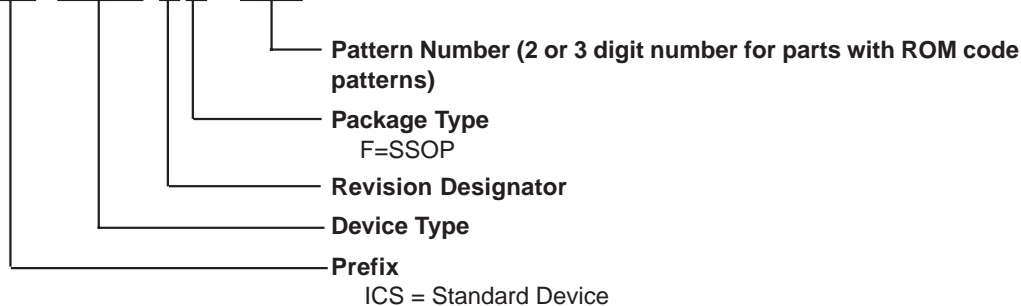 Pattern Number (2 or 3 digit number for parts with ROM code
patterns)
Package Type
F=SSOP
Revision Designator
Device Type
Prefix
ICS = Standard Device